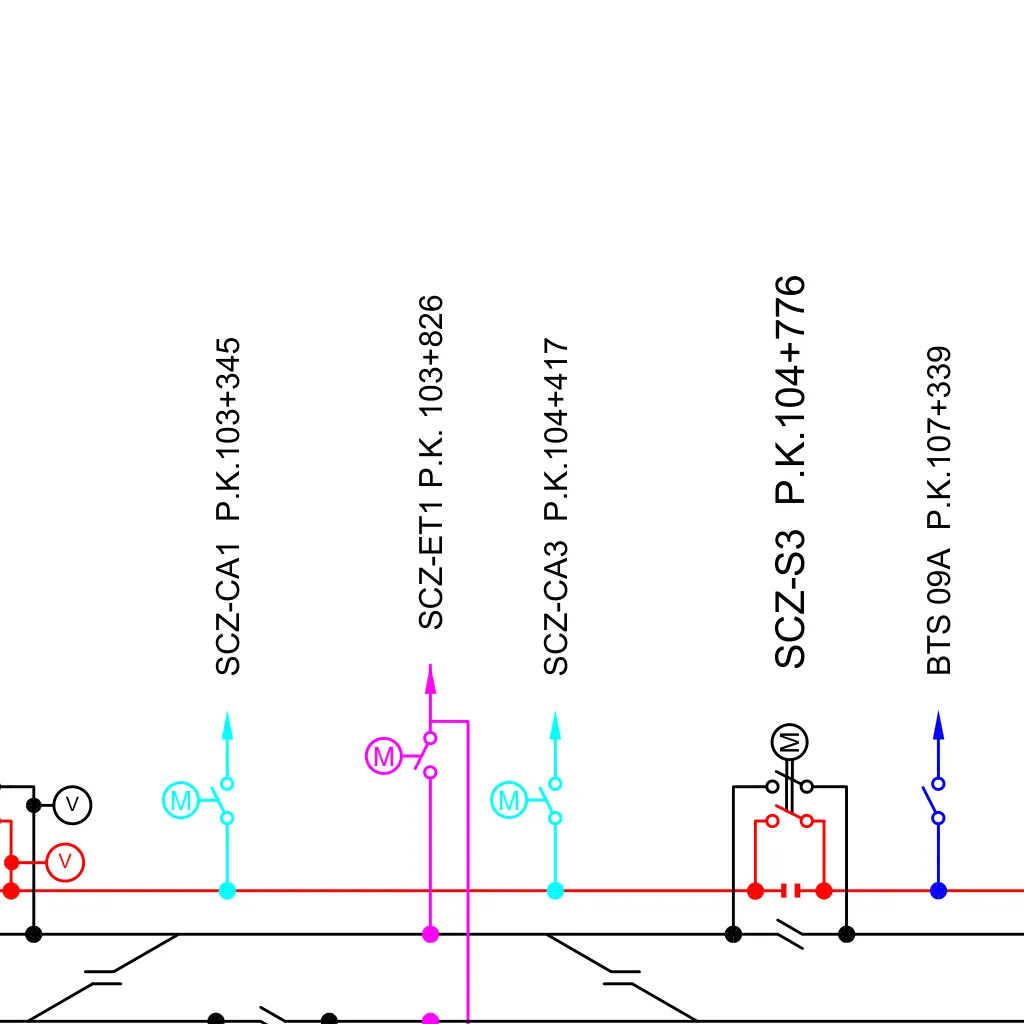 SCZ-CA1 P.K.103+345
SCZ-ET1 P.K. 103+826
SCZ-CA3 P.K.104+417
SCZ-S3 P.K.104+776
BTS 09A P.K.107+339
M
M
M
M
V
V